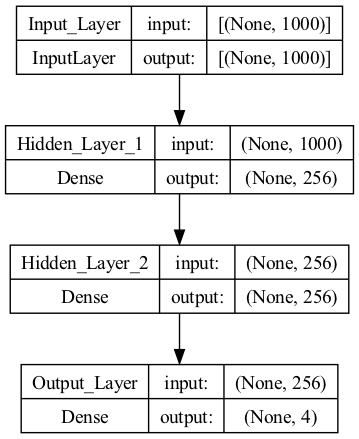 Input_Layer input: [(None, 1000)]
InputLayer output: [(None, 1000)]
Hidden_Layer_1 input: (None, 1000)
Dense output: (None, 256)
Hidden_Layer_2 input: (None, 256)
Dense output: (None, 256)
Output_Layer input: (None, 256)
Dense output: (None, 4)